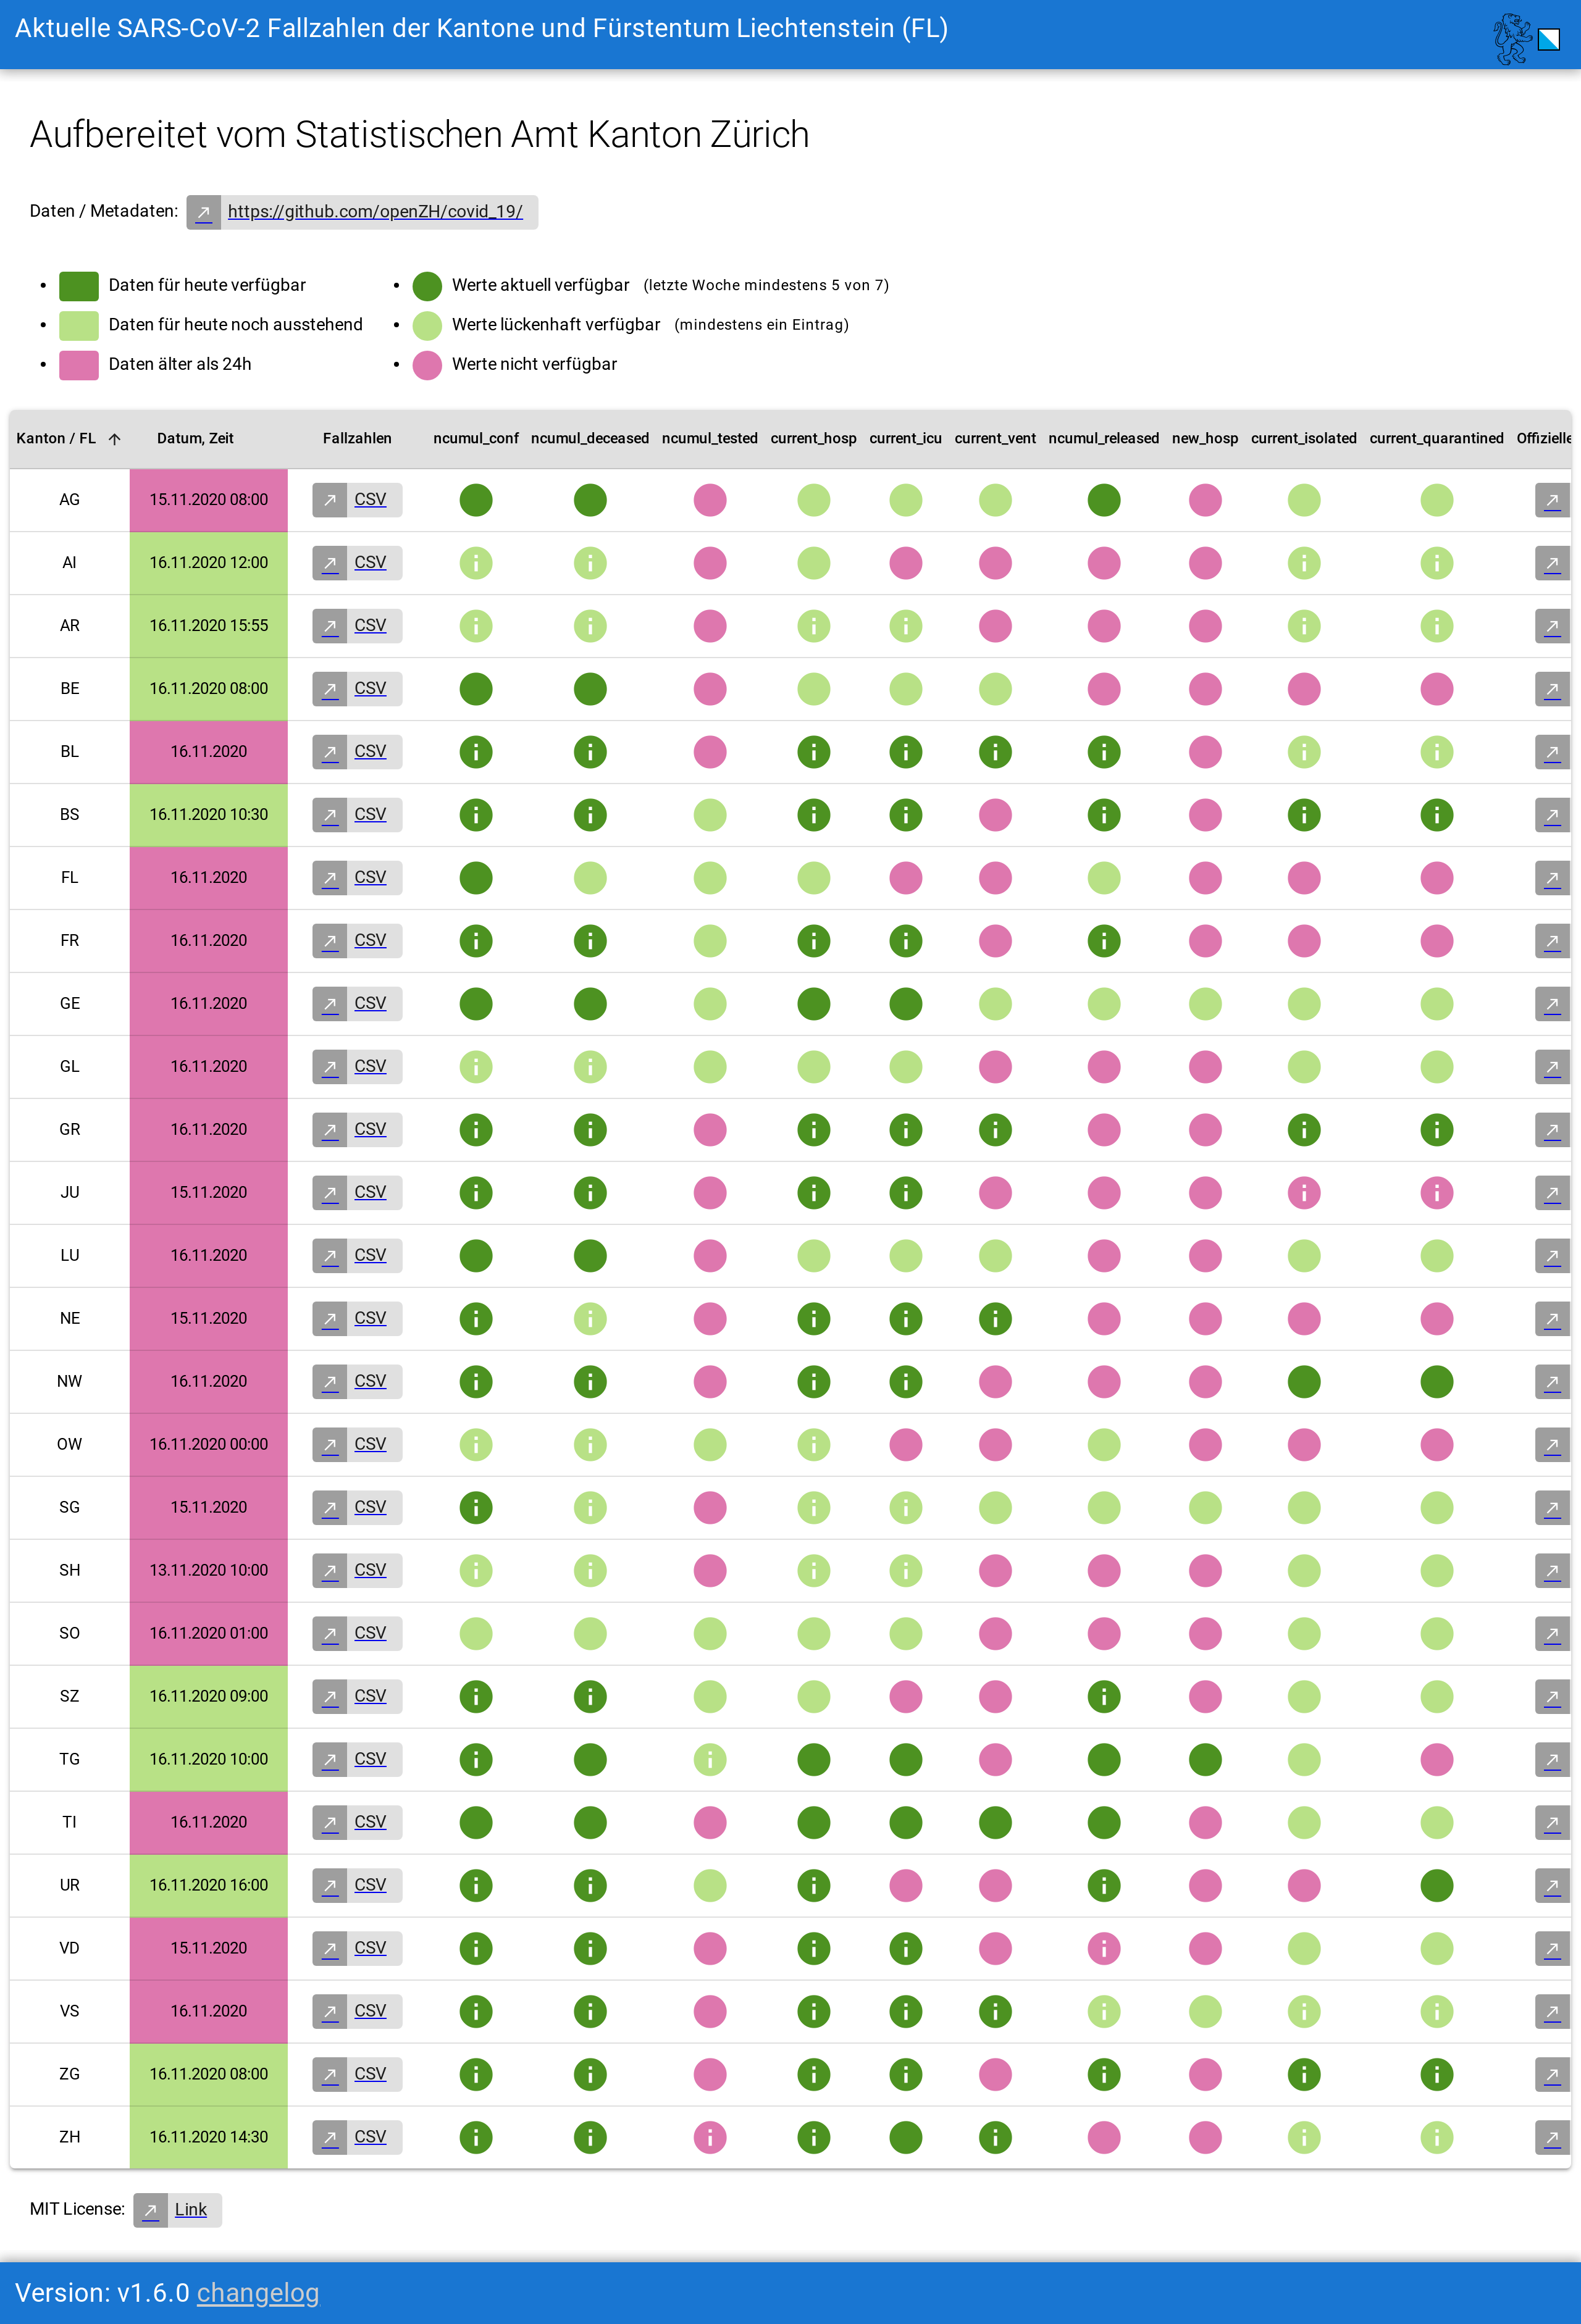 Aktuelle SARS-CoV-2 Fallzahlen der Kantone und Fürstentum Liechtenstein (FL)
Aufbereitet vom Statistischen Amt Kanton Zürich
Daten / Metadaten: https://github.com/openZH/covid_19/
Daten für heute verfügbar
Daten für heute noch ausstehend
Daten älter als 24h
Werte aktuell verfügbar (letzte Woche mindestens 5 von 7)
Werte lückenhaft verfügbar (mindestens ein Eintrag)
Werte nicht verfügbar
Kanton / FL Datum, Zeit Fallzahlen ncumul_conf ncumul_deceased ncumul_tested current_hosp current_icu current_vent ncumul_released new_hosp current_isolated current_quarantined Offizielle
AG 15.11.2020 08:00 CSV
AI 16.11.2020 12:00 CSV
AR 16.11.2020 15:55 CSV
BE 16.11.2020 08:00 CSV
BL 16.11.2020 CSV
BS 16.11.2020 10:30 CSV
FL 16.11.2020 CSV
FR 16.11.2020 CSV
GE 16.11.2020 CSV
GL 16.11.2020 CSV
GR 16.11.2020 CSV
JU 15.11.2020 CSV
LU 16.11.2020 CSV
NE 15.11.2020 CSV
NW 16.11.2020 CSV
OW 16.11.2020 00:00 CSV
SG 15.11.2020 CSV
SH 13.11.2020 10:00 CSV
SO 16.11.2020 01:00 CSV
SZ 16.11.2020 09:00 CSV
TG 16.11.2020 10:00 CSV
TI 16.11.2020 CSV
UR 16.11.2020 16:00 CSV
VD 15.11.2020 CSV
VS 16.11.2020 CSV
ZG 16.11.2020 08:00 CSV
ZH 16.11.2020 14:30 CSV
MIT License: Link
Version: v1.6.0 changelog